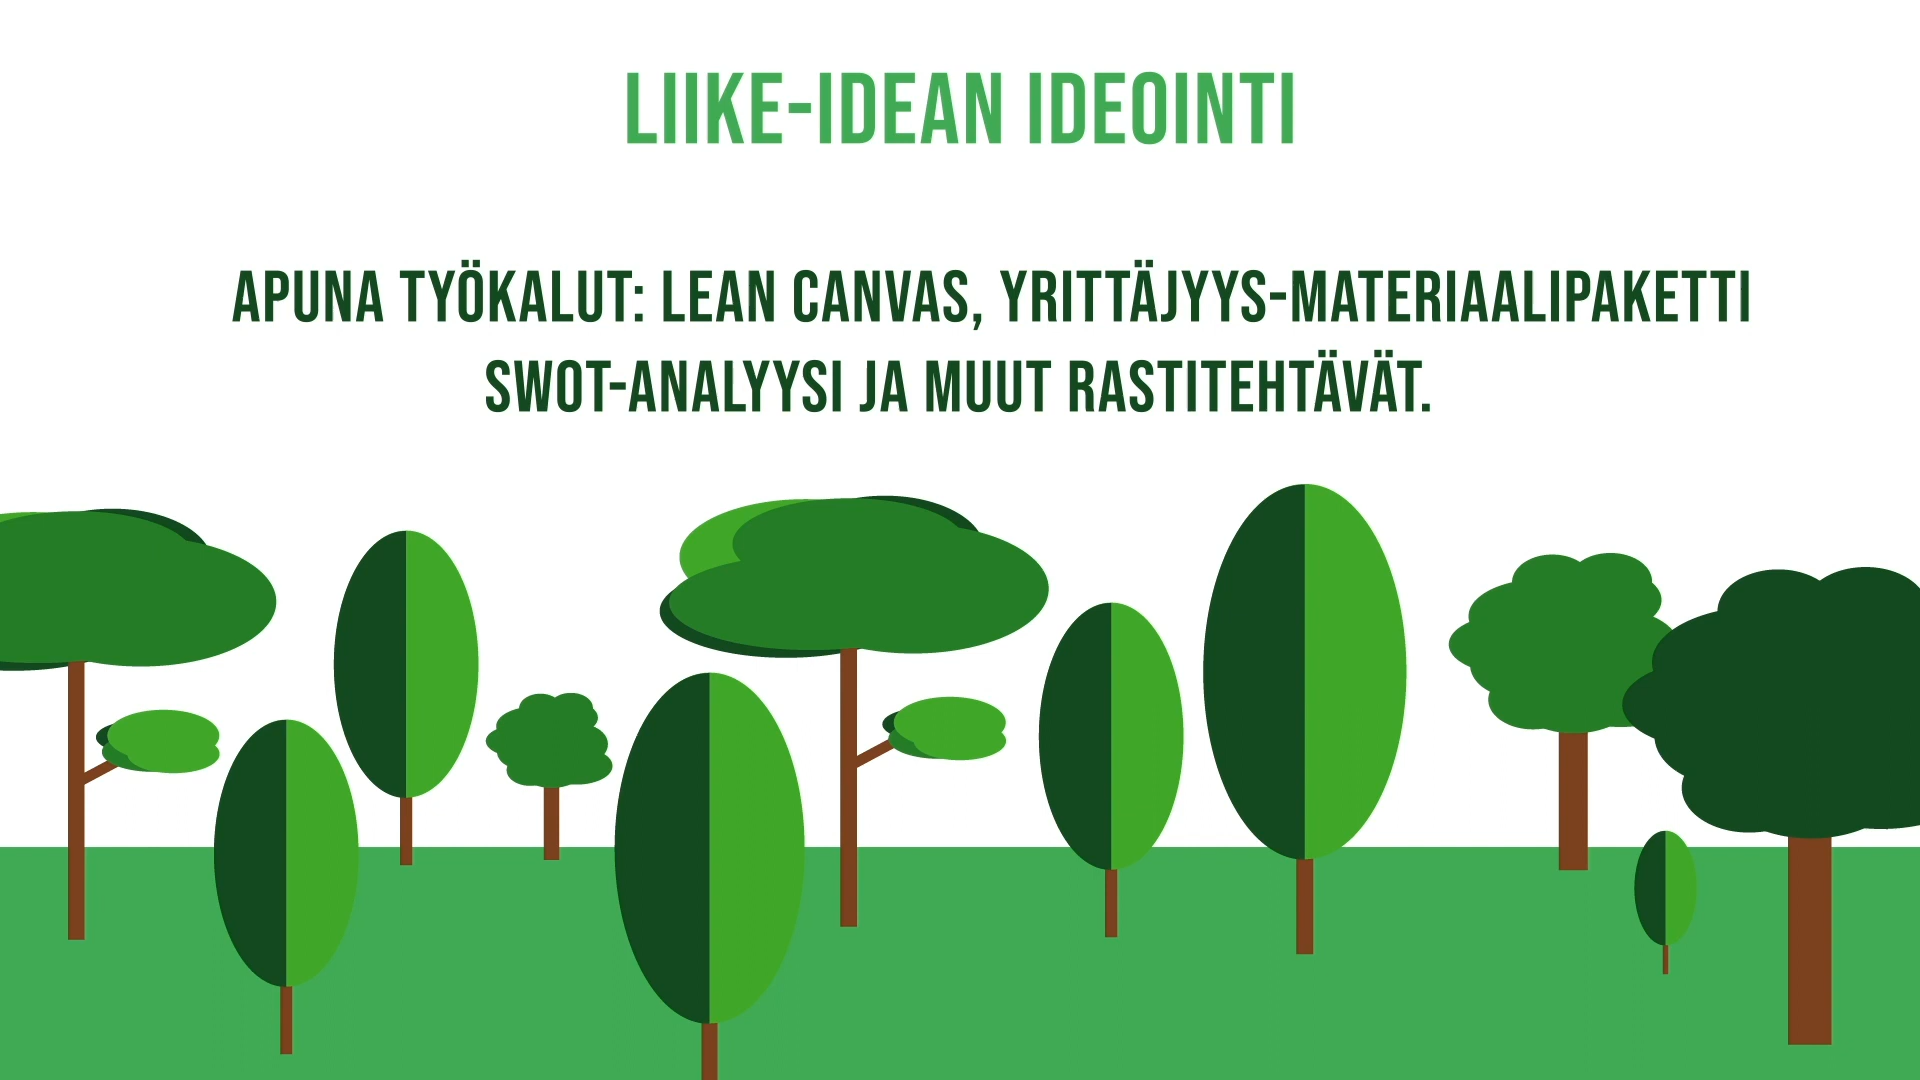 LIIKE-IDEAN IDEOINTI
APUNA TYÖKALUT: LEAN CANVAS, YRITTÄJYYS-MATERIAALIPAKETTI
SWOT-ANALYYSI JA MUUT RASTITEHTÄVÄT.